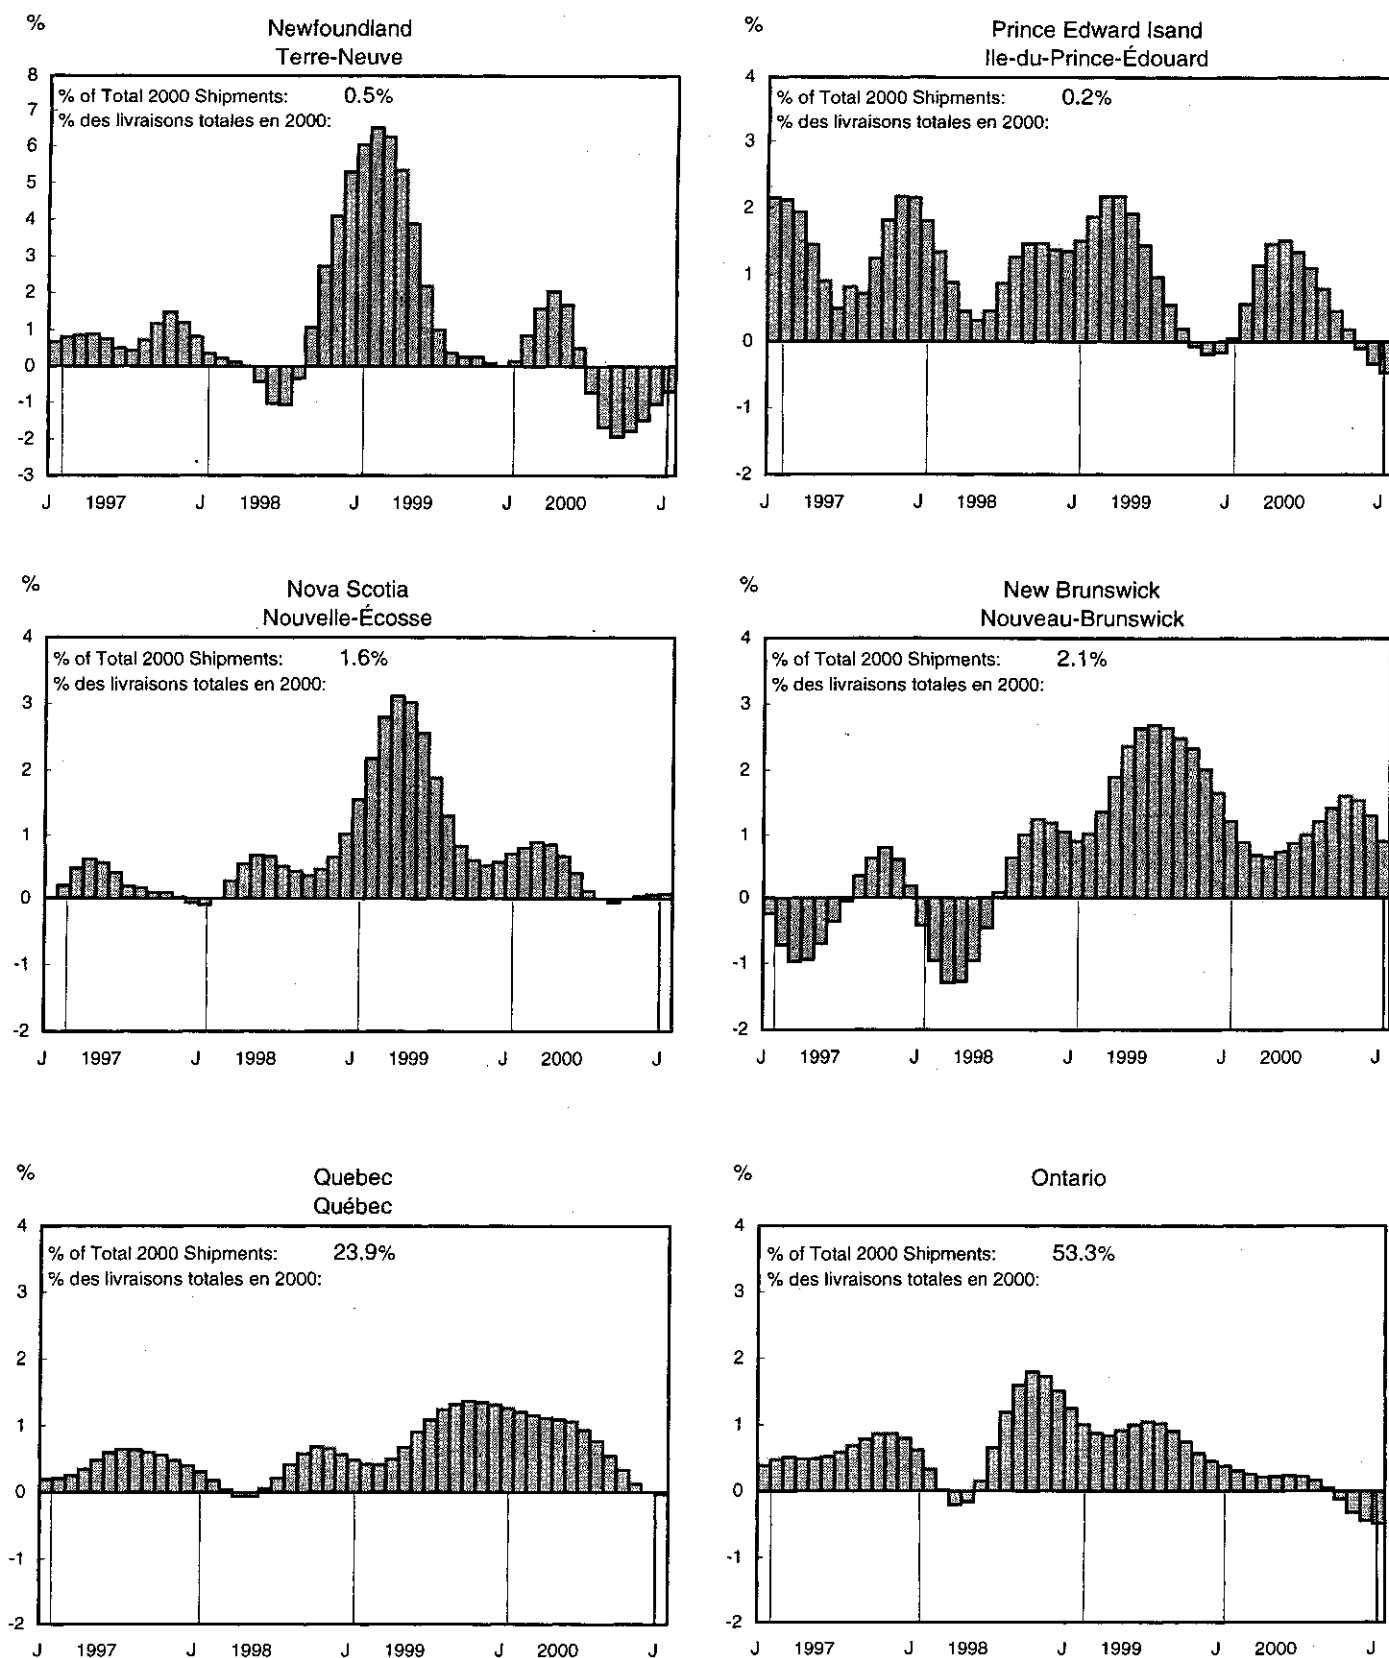 %
Newfoundland
Terre-Neuve
8
% of Total 2000 Shipments: 0.5%
% des livraisons totales en 2000:
7
6
5
4
3
2
1
0
-1
-2
-3
J 1997 J 1998 J 1999 J 2000 J
%
Prince Edward Isand
Ile-du-Prince-Édouard
4
% of Total 2000 Shipments: 0.2%
% des livraisons totales en 2000:
3
2
1
0
-1
-2
J 1997 J 1998 J 1999 J 2000 J
%
Nova Scotia
Nouvelle-Écosse
4
% of Total 2000 Shipments: 1.6%
% des livraisons totales en 2000:
3
2
1
0
-1
-2
J 1997 J 1998 J 1999 J 2000 J
%
New Brunswick
Nouveau-Brunswick
4
% of Total 2000 Shipments: 2.1%
% des livraisons totales en 2000:
3
2
1
0
-1
-2
J 1997 J 1998 J 1999 J 2000 J
%
Quebec
Québec
4
% of Total 2000 Shipments: 23.9%
% des livraisons totales en 2000:
3
2
1
0
-1
-2
J 1997 J 1998 J 1999 J 2000 J
%
Ontario
4
% of Total 2000 Shipments: 53.3%
% des livraisons totales en 2000:
3
2
1
0
-1
-2
J 1997 J 1998 J 1999 J 2000 J